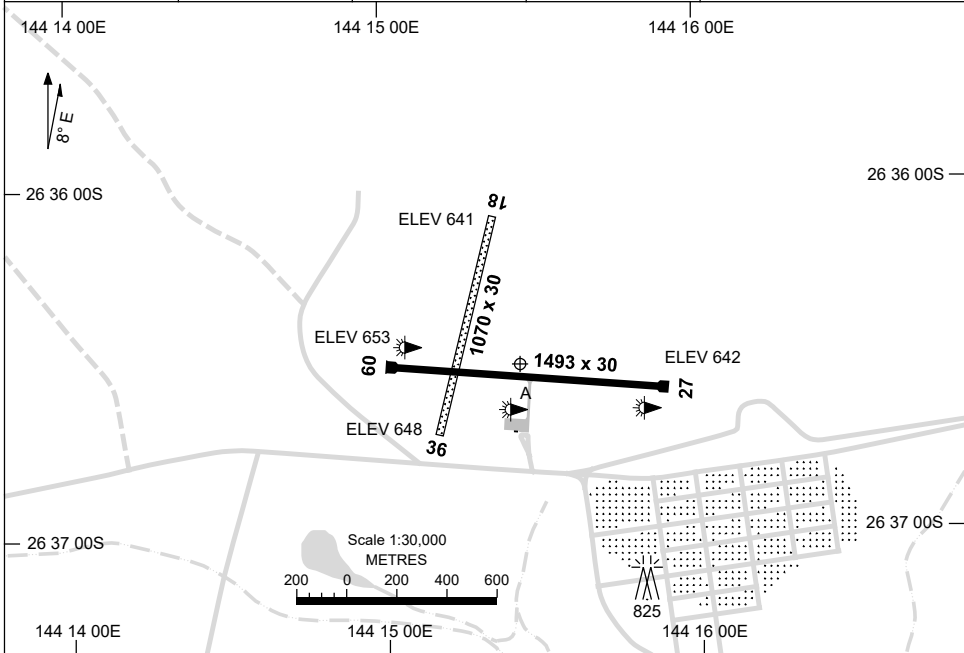 144 14 00E
144 15 00E
144 16 00E
8° E
26 36 00S
26 36 00S
18
ELEV 641
1070 x 30
ELEV 653
09
1493 x 30
ELEV 642
27
A
ELEV 648
36
26 37 00S
26 37 00S
Scale 1:30,000
METRES
200 0 200 400 600
825
144 14 00E
144 15 00E
144 16 00E